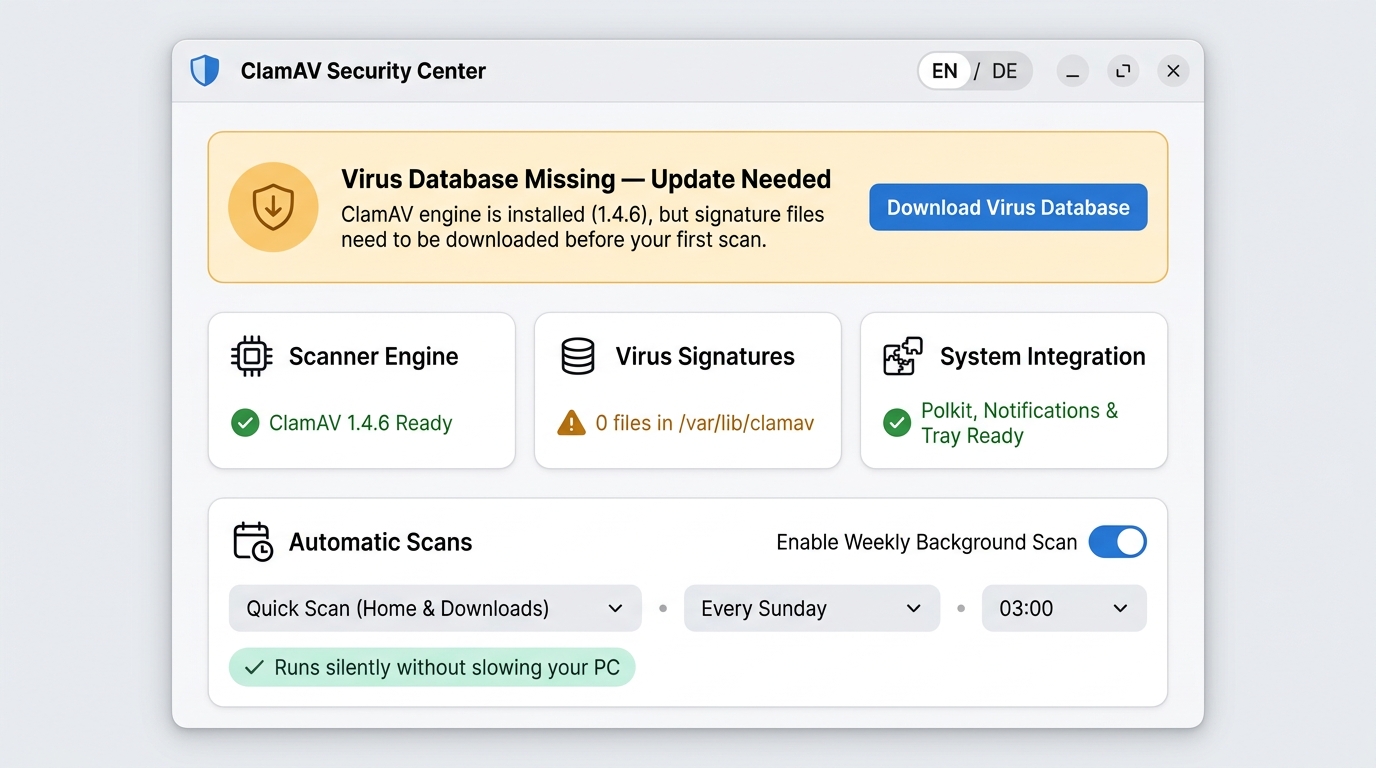 ClamAV Security Center
EN / DE
Virus Database Missing — Update Needed
ClamAV engine is installed (1.4.6), but signature files
need to be downloaded before your first scan.
Download Virus Database
Scanner Engine
ClamAV 1.4.6 Ready
Virus Signatures
0 files in /var/lib/clamav
System Integration
Polkit, Notifications &
Tray Ready
Automatic Scans
Enable Weekly Background Scan
Quick Scan (Home & Downloads)
Every Sunday
03:00
Runs silently without slowing your PC